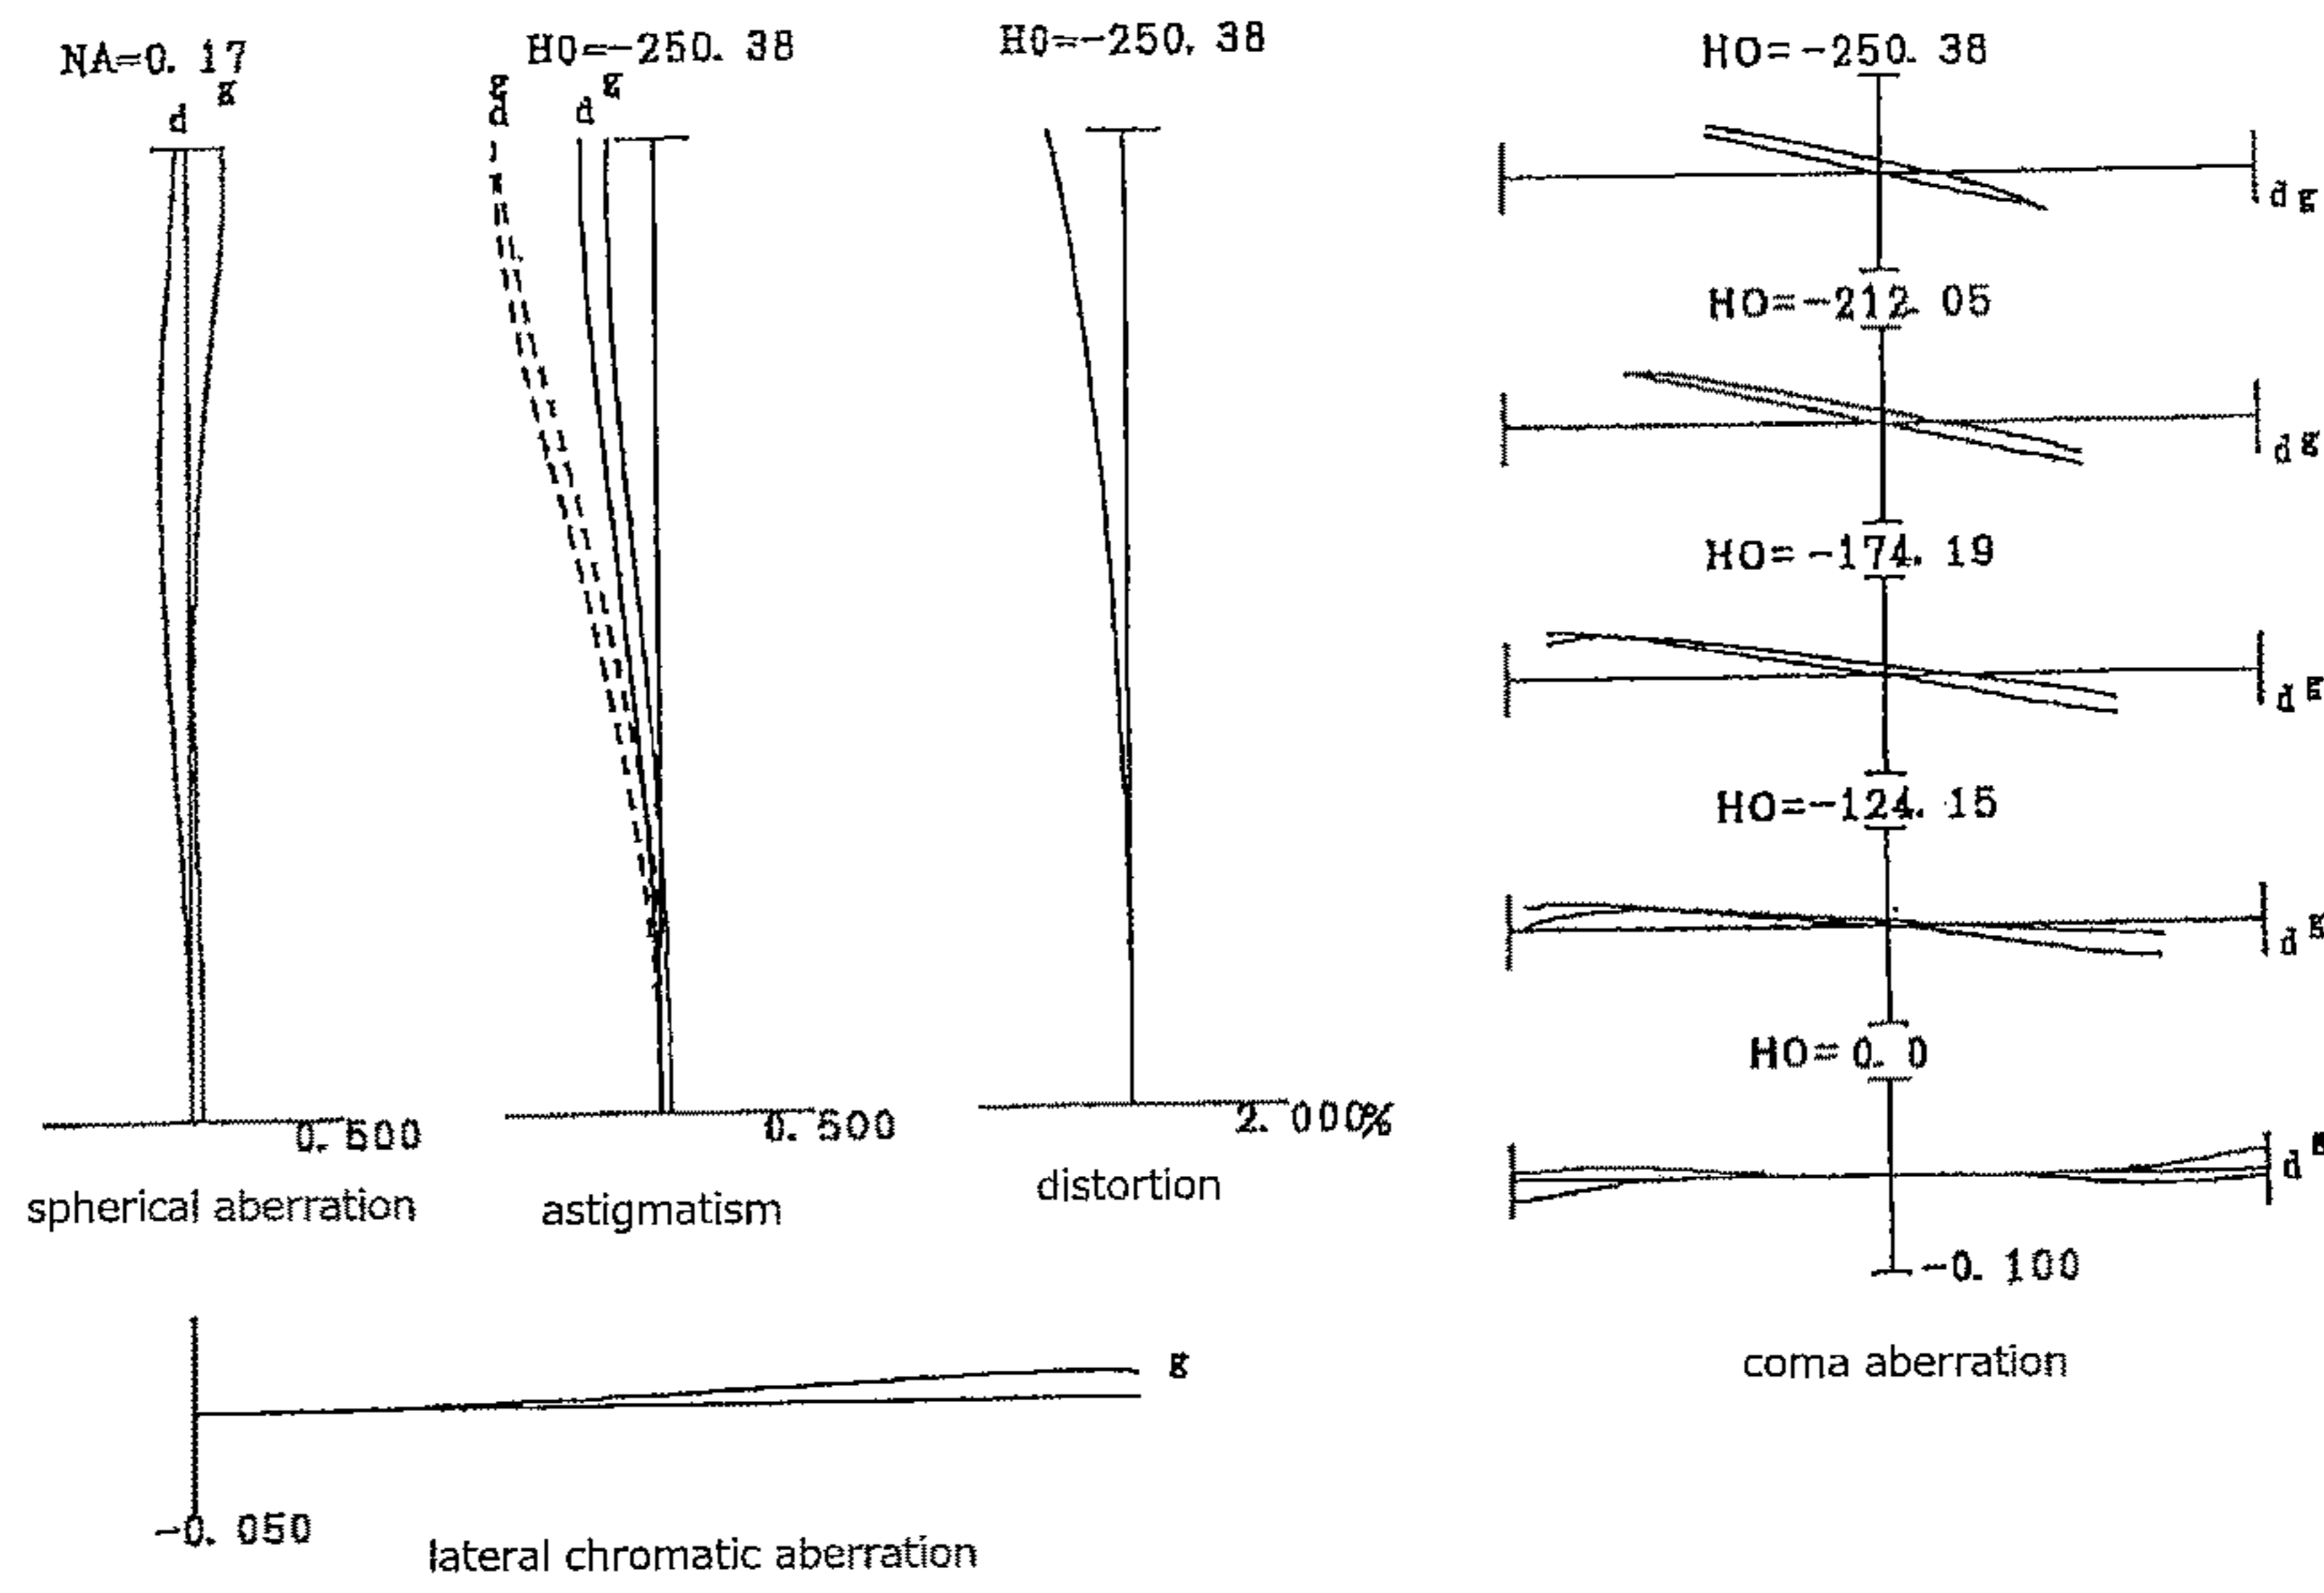 NA=0. 17
d g
HO=-250. 38
g
d
d g
HO=-250. 38
0. 500
spherical aberration
0. 500
astigmatism
2. 000%
distortion
HO=-250. 38
d g
HO=-212. 05
d g
HO=-174. 19
d g
HO=-124. 15
d g
HO=0. 0
d
-0. 100
coma aberration
g
-0. 050
lateral chromatic aberration